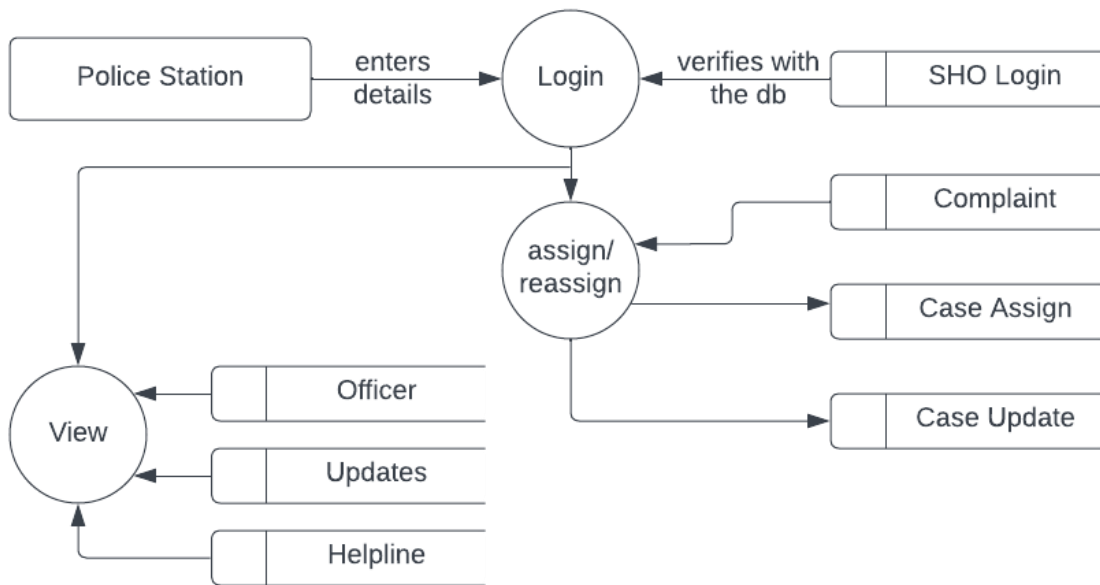 Police Station
enters
details
Login
verifies with
the db
SHO Login
Complaint
assign/
reassign
Case Assign
Case Update
Officer
View
Updates
Helpline